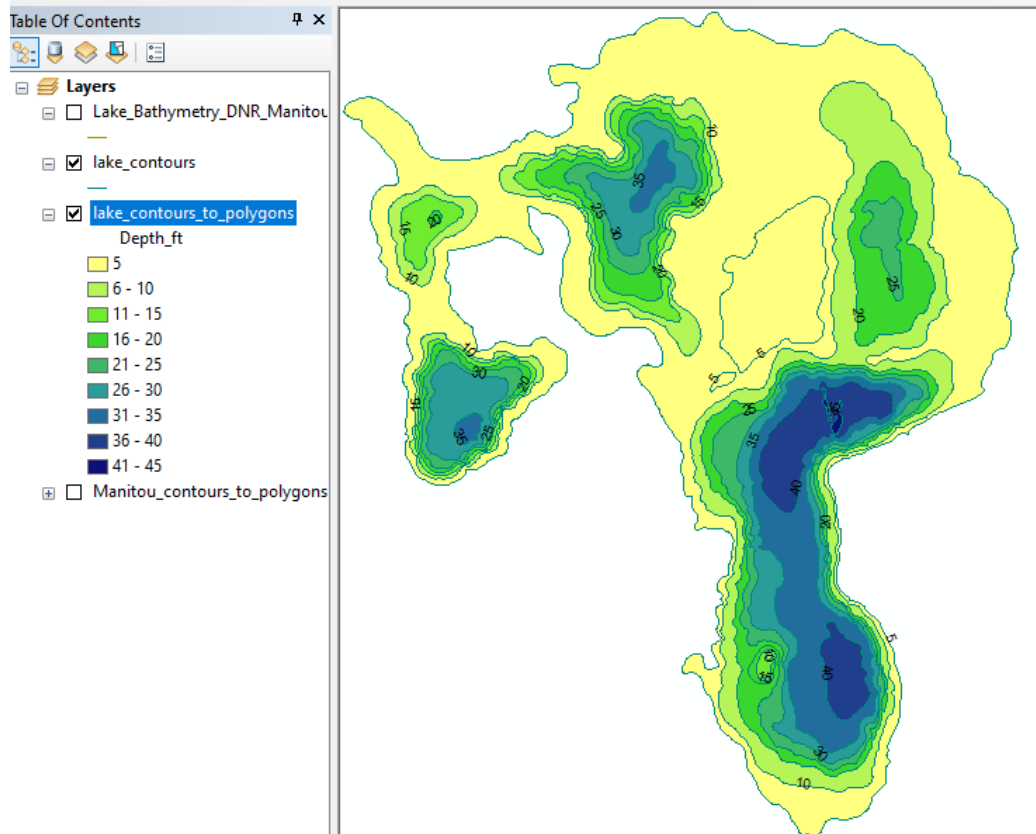 Table Of Contents
Layers
Lake_Bathymetry_DNR_Manitou
lake_contours
lake_contours_to_polygons
Depth_ft
5
6 - 10
11 - 15
16 - 20
21 - 25
26 - 30
31 - 35
36 - 40
41 - 45
Manitou_contours_to_polygons
10
35
15
25
30
20
15
20
10
25
20
10
30
20
15
35
25
5
5
25
35
45
40
20
5
10
15
40
30
10